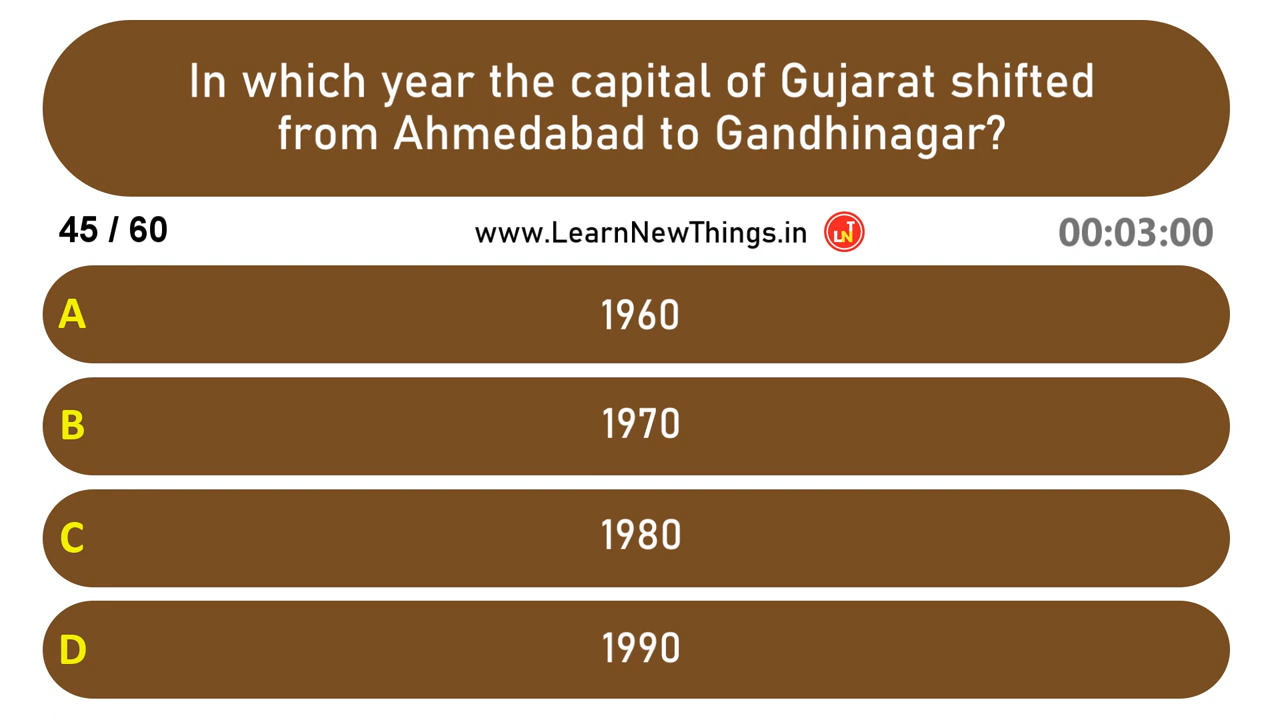 In which year the capital of Gujarat shifted
from Ahmedabad to Gandhinagar?
45 / 60
www.LearnNewThings.in
LNT
00:03:00
A
1960
B
1970
C
1980
D
1990